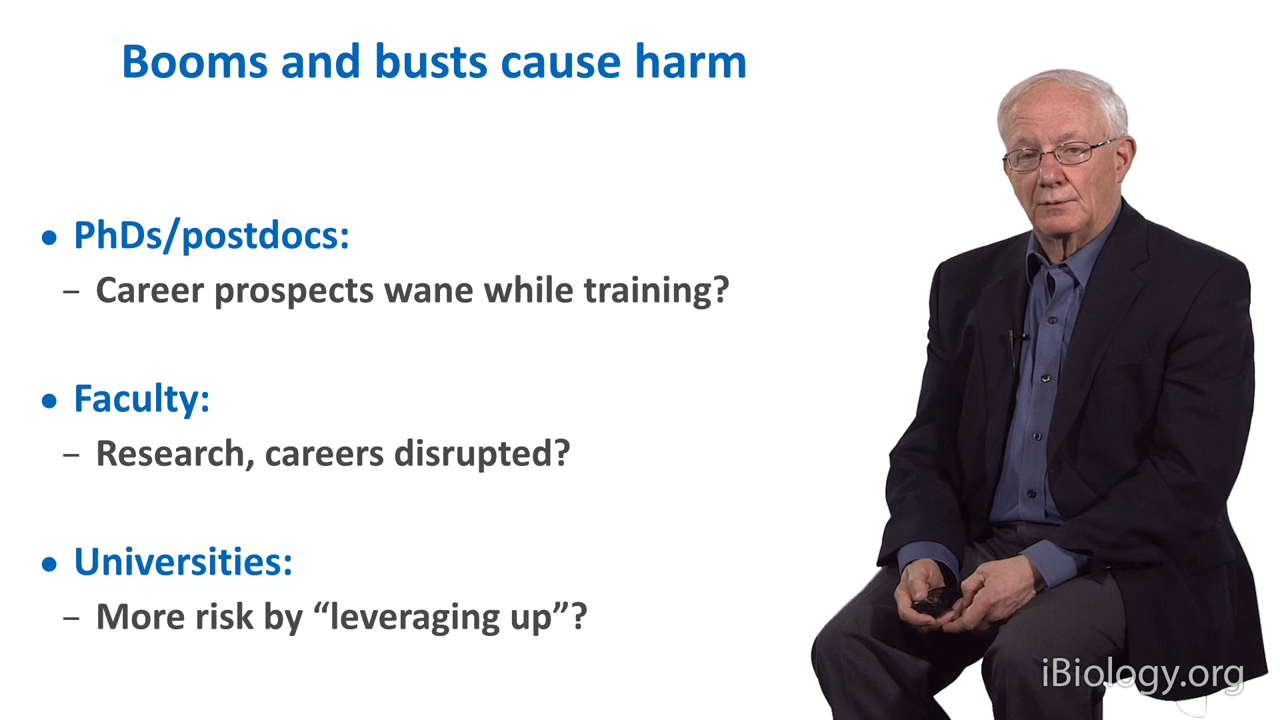 Booms and busts cause harm
● PhDs/postdocs:
– Career prospects wane while training?
● Faculty:
– Research, careers disrupted?
● Universities:
– More risk by “leveraging up”?
iBiology.org